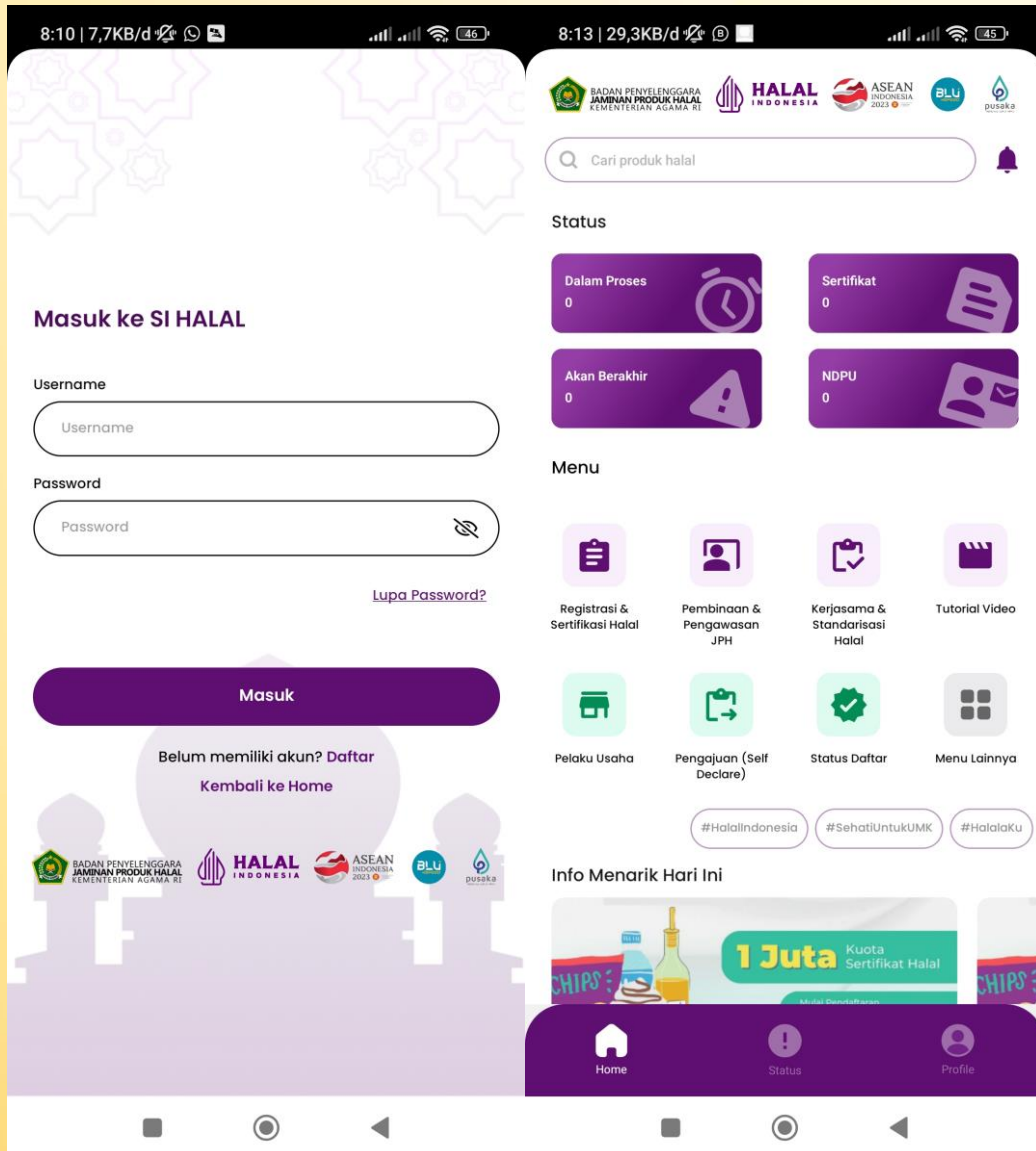 8:10 | 7,7KB/d
46
Masuk ke SI HALAL
Username
Username
Password
Password
Lupa Password?
Masuk
Belum memiliki akun? Daftar
Kembali ke Home
BADAN PENYELENGGARA
JAMINAN PRODUK HALAL
KEMENTERIAN AGAMA RI
HALAL
INDONESIA
ASEAN
INDONESIA
2023
BLU
pusaka
8:13 | 29,3KB/d
45
BADAN PENYELENGGARA
JAMINAN PRODUK HALAL
KEMENTERIAN AGAMA RI
HALAL
INDONESIA
ASEAN
INDONESIA
2023
BLU
pusaka
Cari produk halal
Status
Dalam Proses
0
Sertifikat
0
Akan Berakhir
0
NDPU
0
Menu
Registrasi &
Sertifikasi Halal
Pembinaan &
Pengawasan
JPH
Kerjasama &
Standarisasi
Halal
Tutorial Video
Pelaku Usaha
Pengajuan (Self
Declare)
Status Daftar
Menu Lainnya
#HalalIndonesia
#SehatiUntukUMK
#HalalaKu
Info Menarik Hari Ini
CHIPS
1 Juta
Kuota
Sertifikat Halal
Mulai Pendaftaran
CHIPS
Home
Status
Profile